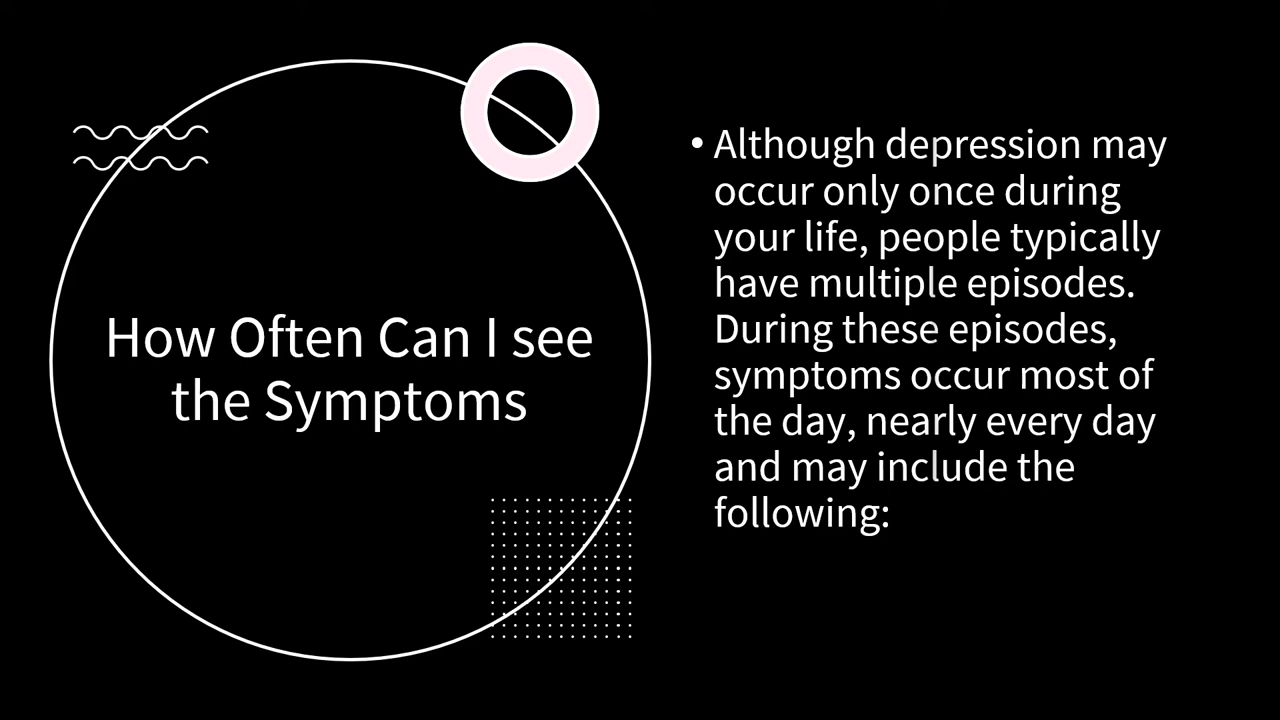 How Often Can I see
the Symptoms
• Although depression may
occur only once during
your life, people typically
have multiple episodes.
During these episodes,
symptoms occur most of
the day, nearly every day
and may include the
following: